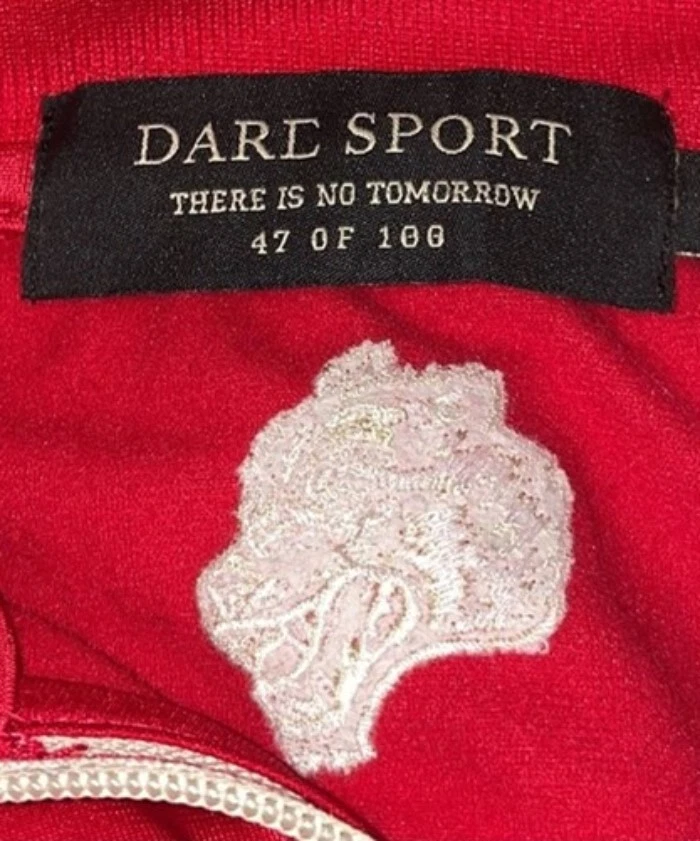 DARE SPORT
THERE IS NO TOMORROW
47 OF 100